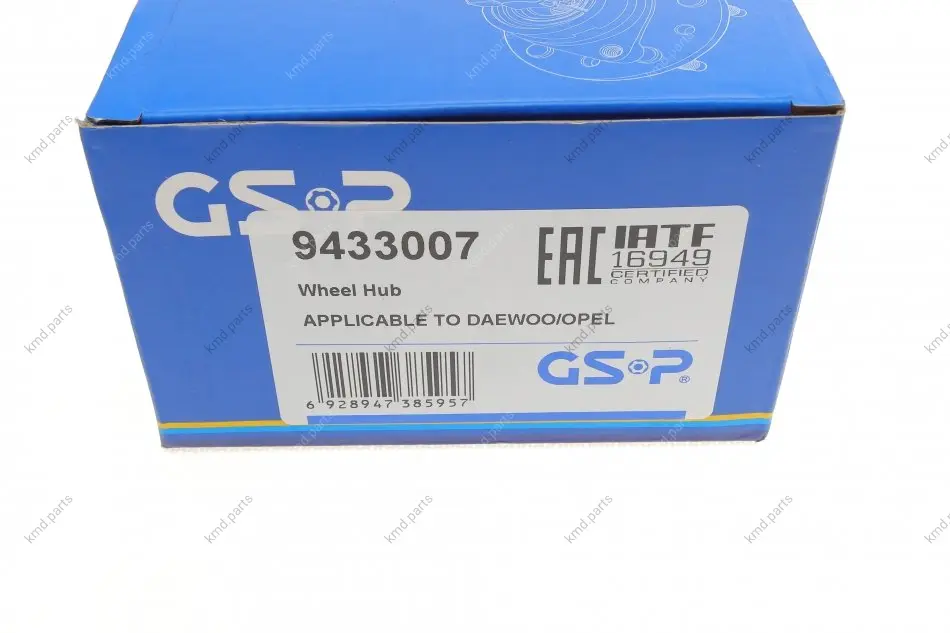 GSP
9433007
EAC
IATF
16949
CERTIFIED
COMPANY
Wheel Hub
APPLICABLE TO DAEWOO/OPEL
GSP®
6 928947 385957
kmd.parts